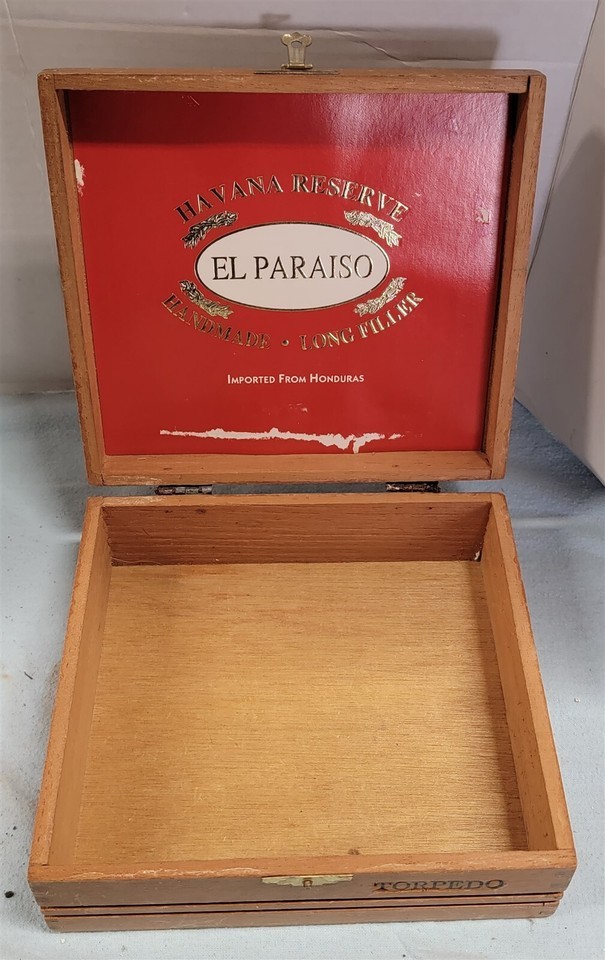 HAVANA RESERVE
EL PARAISO
HANDMADE • LONG FILLER
IMPORTED FROM HONDURAS
TORPEDO